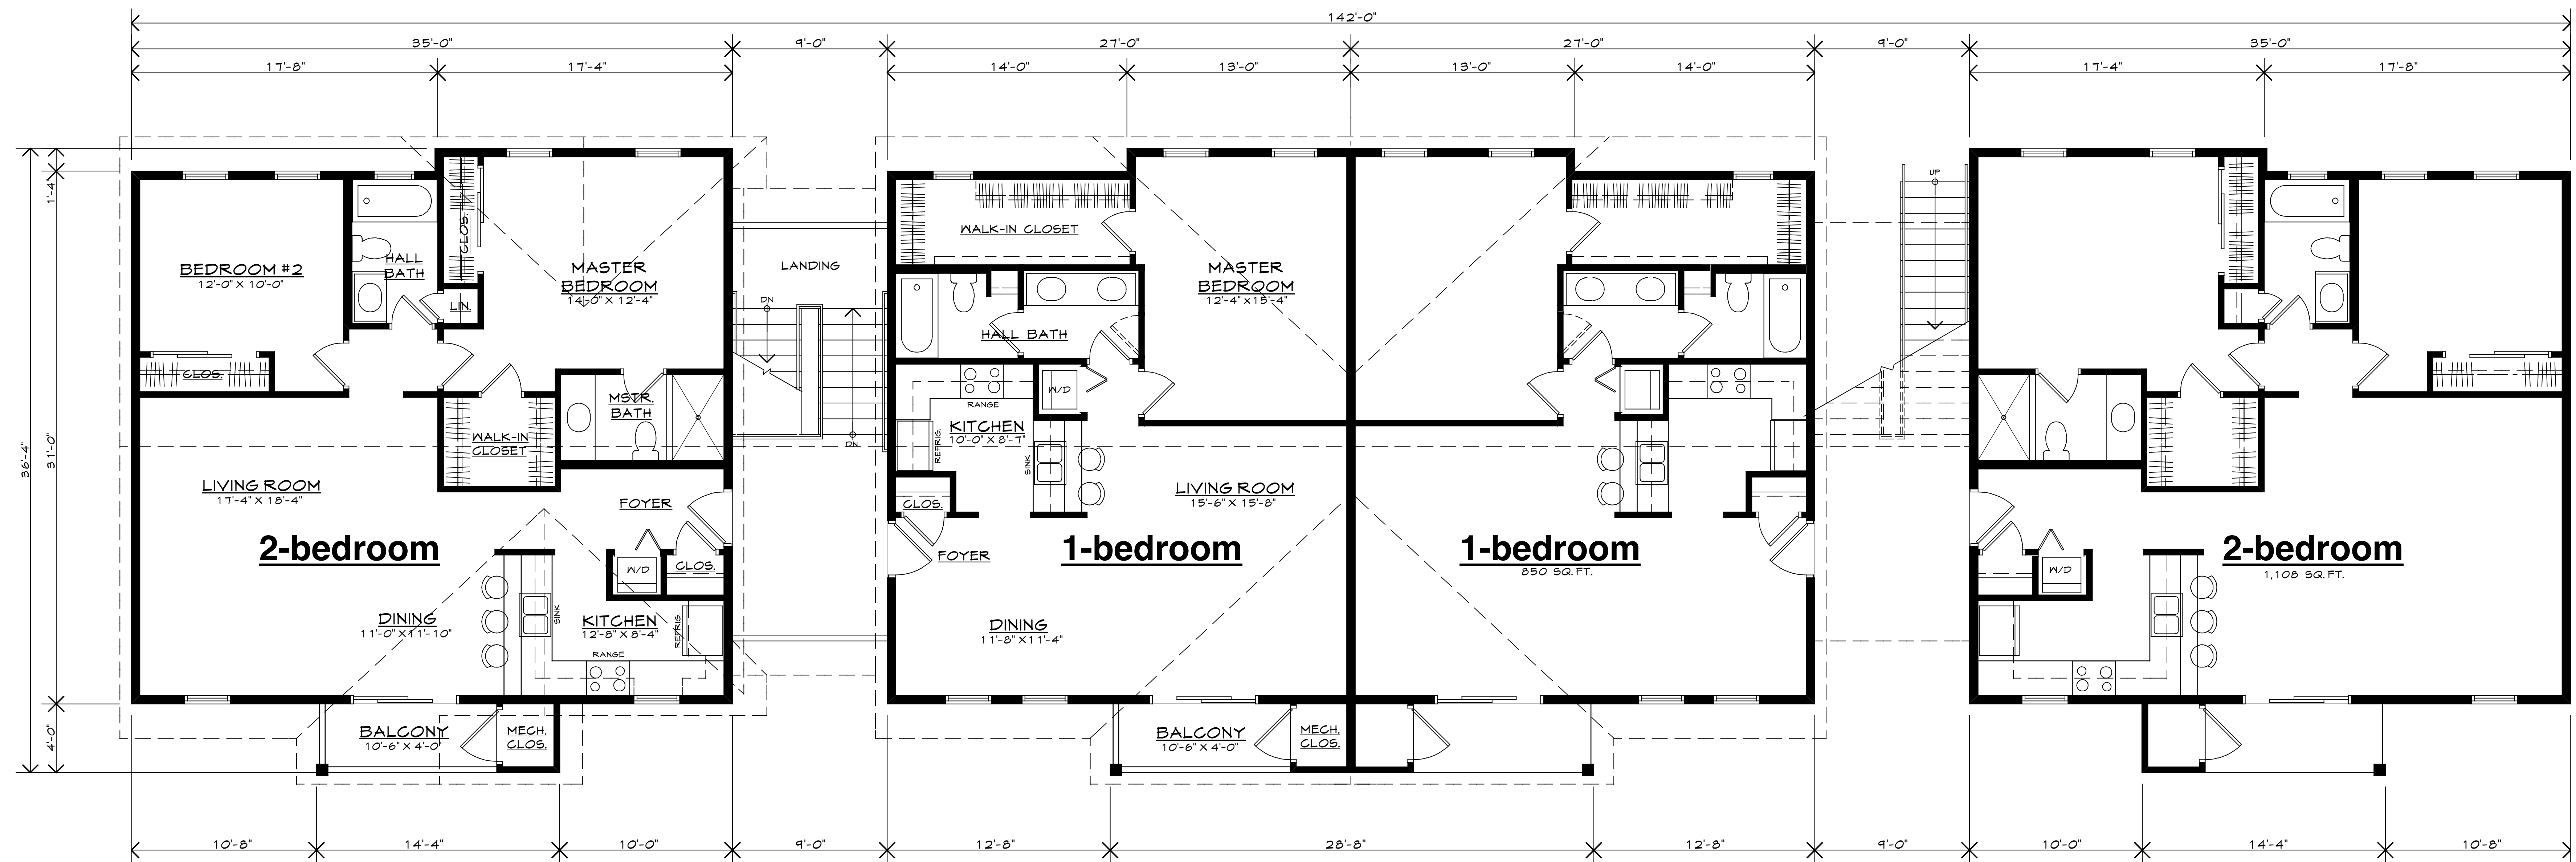 142'-0"
35'-0"
9'-0"
27'-0"
27'-0"
9'-0"
35'-0"
17'-8"
17'-4"
14'-0"
13'-0"
13'-0"
14'-0"
17'-4"
17'-8"
36'-4"
1'-4"
31'-0"
4'-0"
BEDROOM #2
12'-0" X 10'-0"
CLOS.
HALL
BATH
CLOS.
LIN.
MASTER
BEDROOM
14'-0" X 12'-4"
MSTR.
BATH
WALK-IN
CLOSET
LIVING ROOM
17'-4" X 18'-4"
FOYER
2-bedroom
W/D
CLOS.
DINING
11'-0" X 11'-10"
SINK
KITCHEN
12'-8" X 8'-4"
REFRIG.
RANGE
BALCONY
10'-6" X 4'-0"
MECH.
CLOS.
LANDING
DN
DN
WALK-IN CLOSET
HALL BATH
MASTER
BEDROOM
12'-4" X 15'-4"
RANGE
W/D
KITCHEN
10'-0" X 8'-7"
REFRIG.
SINK
CLOS.
LIVING ROOM
15'-6" X 15'-8"
1-bedroom
FOYER
DINING
11'-8" X 11'-4"
BALCONY
10'-6" X 4'-0"
MECH.
CLOS.
1-bedroom
850 SQ. FT.
UP
W/D
2-bedroom
1,108 SQ. FT.
10'-8"
14'-4"
10'-0"
9'-0"
12'-8"
28'-8"
12'-8"
9'-0"
10'-0"
14'-4"
10'-8"